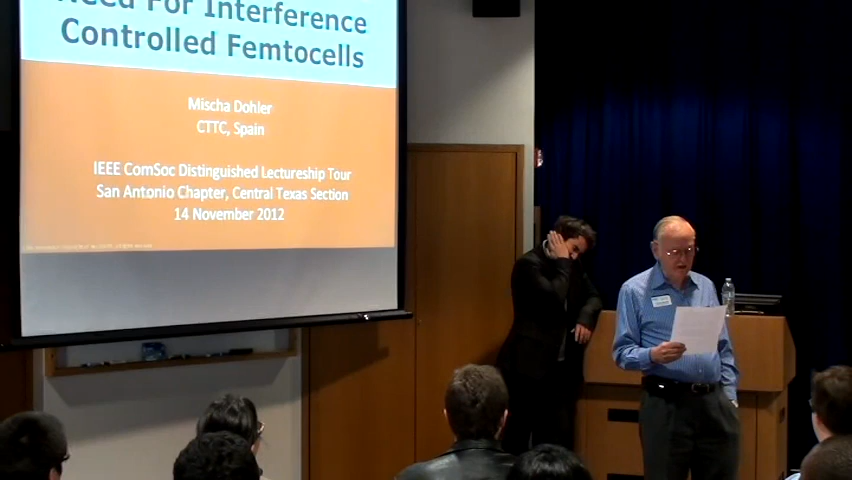 Need For Interference
Controlled Femtocells
Mischa Dohler
CTTC, Spain
IEEE ComSoc Distinguished Lectureship Tour
San Antonio Chapter, Central Texas Section
14 November 2012